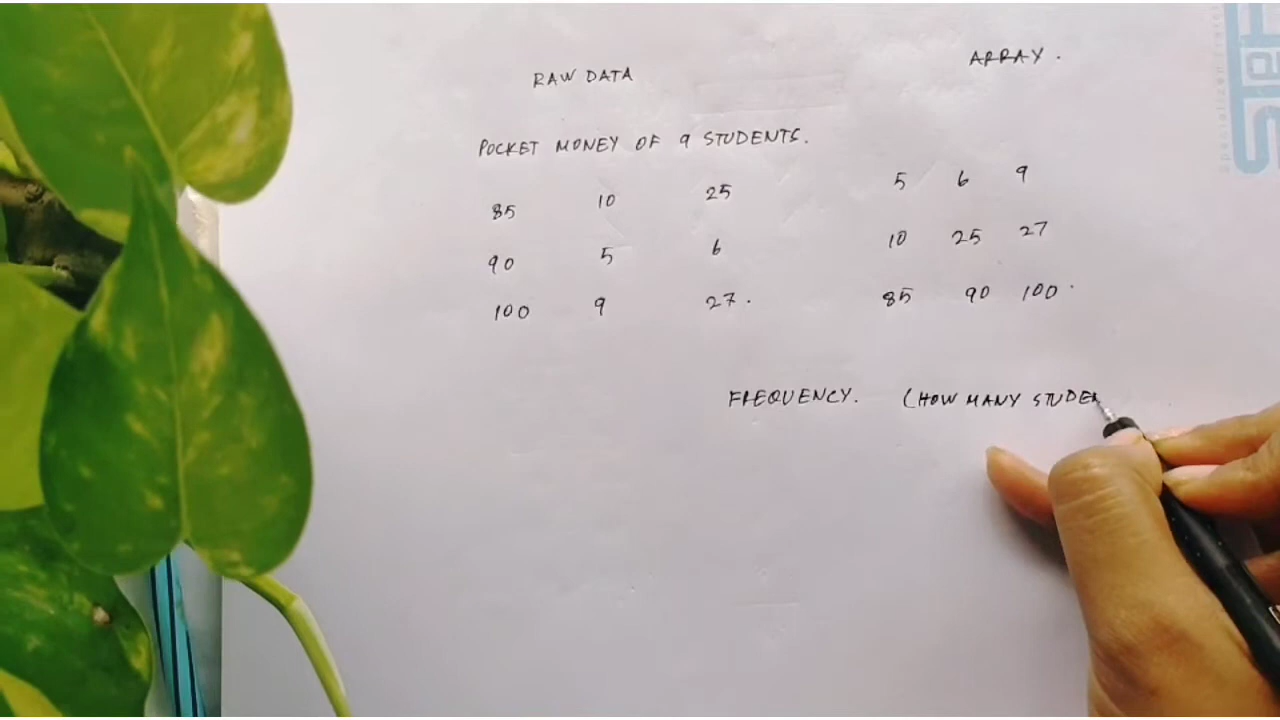 RAW DATA
ARRAY.
POCKET MONEY OF 9 STUDENTS.
85 10 25
90 5 6
100 9 27.
5 6 9
10 25 27
85 90 100.
FREQUENCY. (HOW MANY STUDE